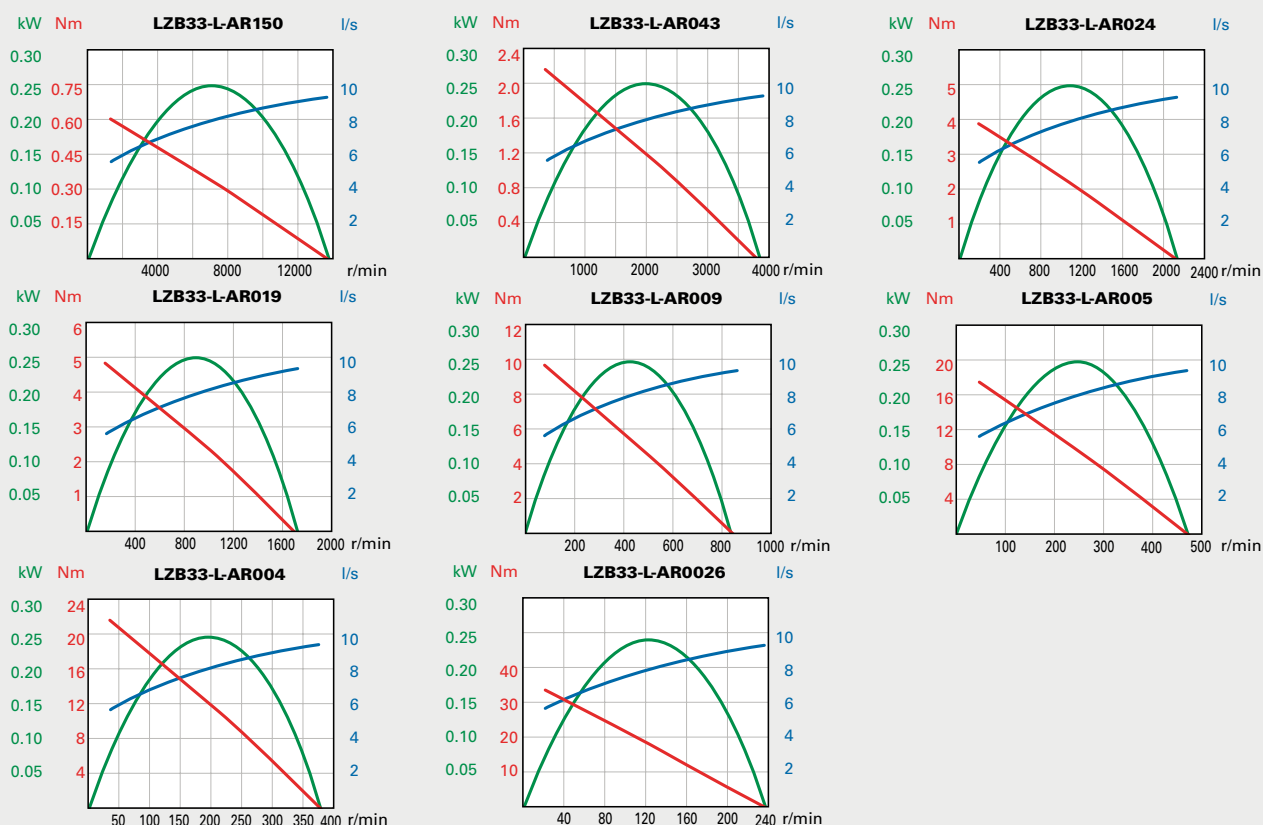 kW Nm LZB33-L-AR150 l/s
0.30
0.25 0.75 10
0.20 0.60 8
0.15 0.45 6
0.10 0.30 4
0.05 0.15 2
4000 8000 12000 r/min
kW Nm LZB33-L-AR043 l/s
0.30 2.4
0.25 2.0 10
0.20 1.6 8
0.15 1.2 6
0.10 0.8 4
0.05 0.4 2
1000 2000 3000 4000 r/min
kW Nm LZB33-L-AR024 l/s
0.30
0.25 5 10
0.20 4 8
0.15 3 6
0.10 2 4
0.05 1 2
400 800 1200 1600 2000 2400 r/min
kW Nm LZB33-L-AR019 l/s
0.30 6
0.25 5 10
0.20 4 8
0.15 3 6
0.10 2 4
0.05 1 2
400 800 1200 1600 2000 r/min
kW Nm LZB33-L-AR009 l/s
0.30 12
0.25 10 10
0.20 8 8
0.15 6 6
0.10 4 4
0.05 2 2
200 400 600 800 1000 r/min
kW Nm LZB33-L-AR005 l/s
0.30
0.25 20 10
0.20 16 8
0.15 12 6
0.10 8 4
0.05 4 2
100 200 300 400 500 r/min
kW Nm LZB33-L-AR004 l/s
0.30 24
0.25 20 10
0.20 16 8
0.15 12 6
0.10 8 4
0.05 4 2
50 100 150 200 250 300 350 400 r/min
kW Nm LZB33-L-AR0026 l/s
0.30
0.25 10
0.20 40 8
0.15 30 6
0.10 20 4
0.05 10 2
40 80 120 160 200 240 r/min